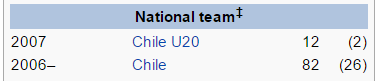 National team‡
2007 Chile U20 12 (2)
2006– Chile 82 (26)